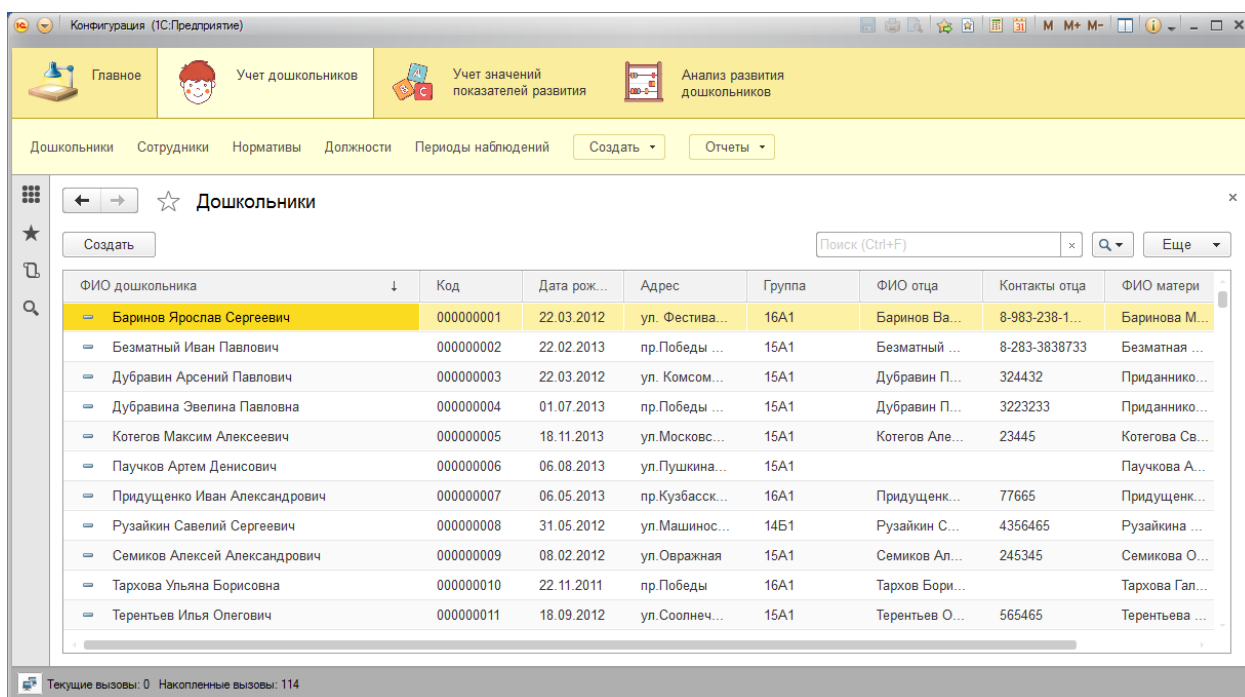 Конфигурация (1С:Предприятие)
31 M M+ M-
Главное
Учет дошкольников
Учет значений
показателей развития
Анализ развития
дошкольников
Дошкольники Сотрудники Нормативы Должности Периоды наблюдений Создать Отчеты
Дошкольники
Создать Поиск (Ctrl+F) Еще
ФИО дошкольника ↓ Код Дата рож... Адрес Группа ФИО отца Контакты отца ФИО матери
Баринов Ярослав Сергеевич 000000001 22.03.2012 ул. Фестива... 16А1 Баринов Ва... 8-983-238-1... Баринова М...
Безматный Иван Павлович 000000002 22.02.2013 пр.Победы ... 15А1 Безматный ... 8-283-3838733 Безматная ...
Дубравин Арсений Павлович 000000003 22.03.2012 ул. Комсом... 15А1 Дубравин П... 324432 Приданнико...
Дубравина Эвелина Павловна 000000004 01.07.2013 пр.Победы ... 15А1 Дубравин П... 3223233 Приданнико...
Котегов Максим Алексеевич 000000005 18.11.2013 ул.Московс... 15А1 Котегов Але... 23445 Котегова Св...
Паучков Артем Денисович 000000006 06.08.2013 ул.Пушкина... 15А1 Паучкова А...
Придущенко Иван Александрович 000000007 06.05.2013 пр.Кузбасск... 16А1 Придущенк... 77665 Придущенк...
Рузайкин Савелий Сергеевич 000000008 31.05.2012 ул.Машинос... 14Б1 Рузайкин С... 4356465 Рузайкина ...
Семиков Алексей Александрович 000000009 08.02.2012 ул.Овражная 15А1 Семиков Ал... 245345 Семикова О...
Тархова Ульяна Борисовна 000000010 22.11.2011 пр.Победы 16А1 Тархов Бори... Тархова Гал...
Терентьев Илья Олегович 000000011 18.09.2012 ул.Соопнеч... 15А1 Терентьев О... 565465 Терентьева ...
Текущие вызовы: 0 Накопленные вызовы: 114